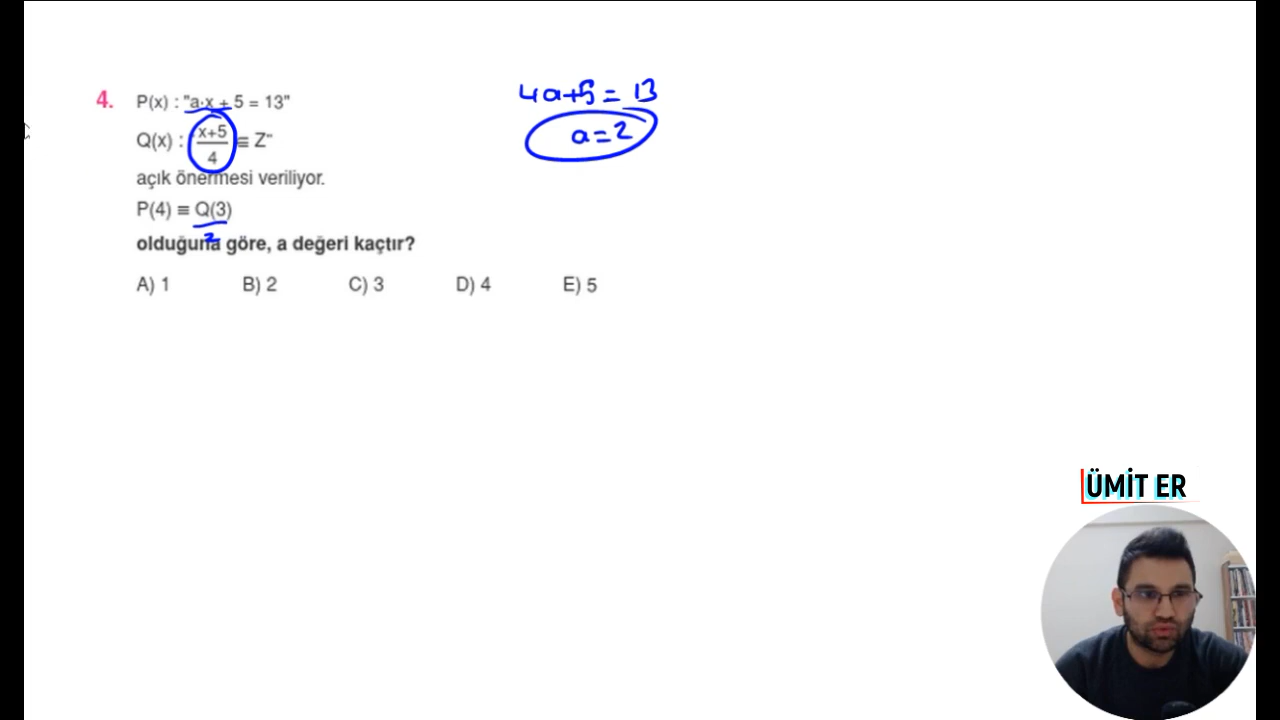 4. P(x) : "a·x + 5 = 13"
4a+5 = 13
a=2
Q(x) : "x+5/4 ≡ Z"
açık önermesi veriliyor.
P(4) ≡ Q(3)
2
olduğuna göre, a değeri kaçtır?
A) 1 B) 2 C) 3 D) 4 E) 5
ÜMİT ER